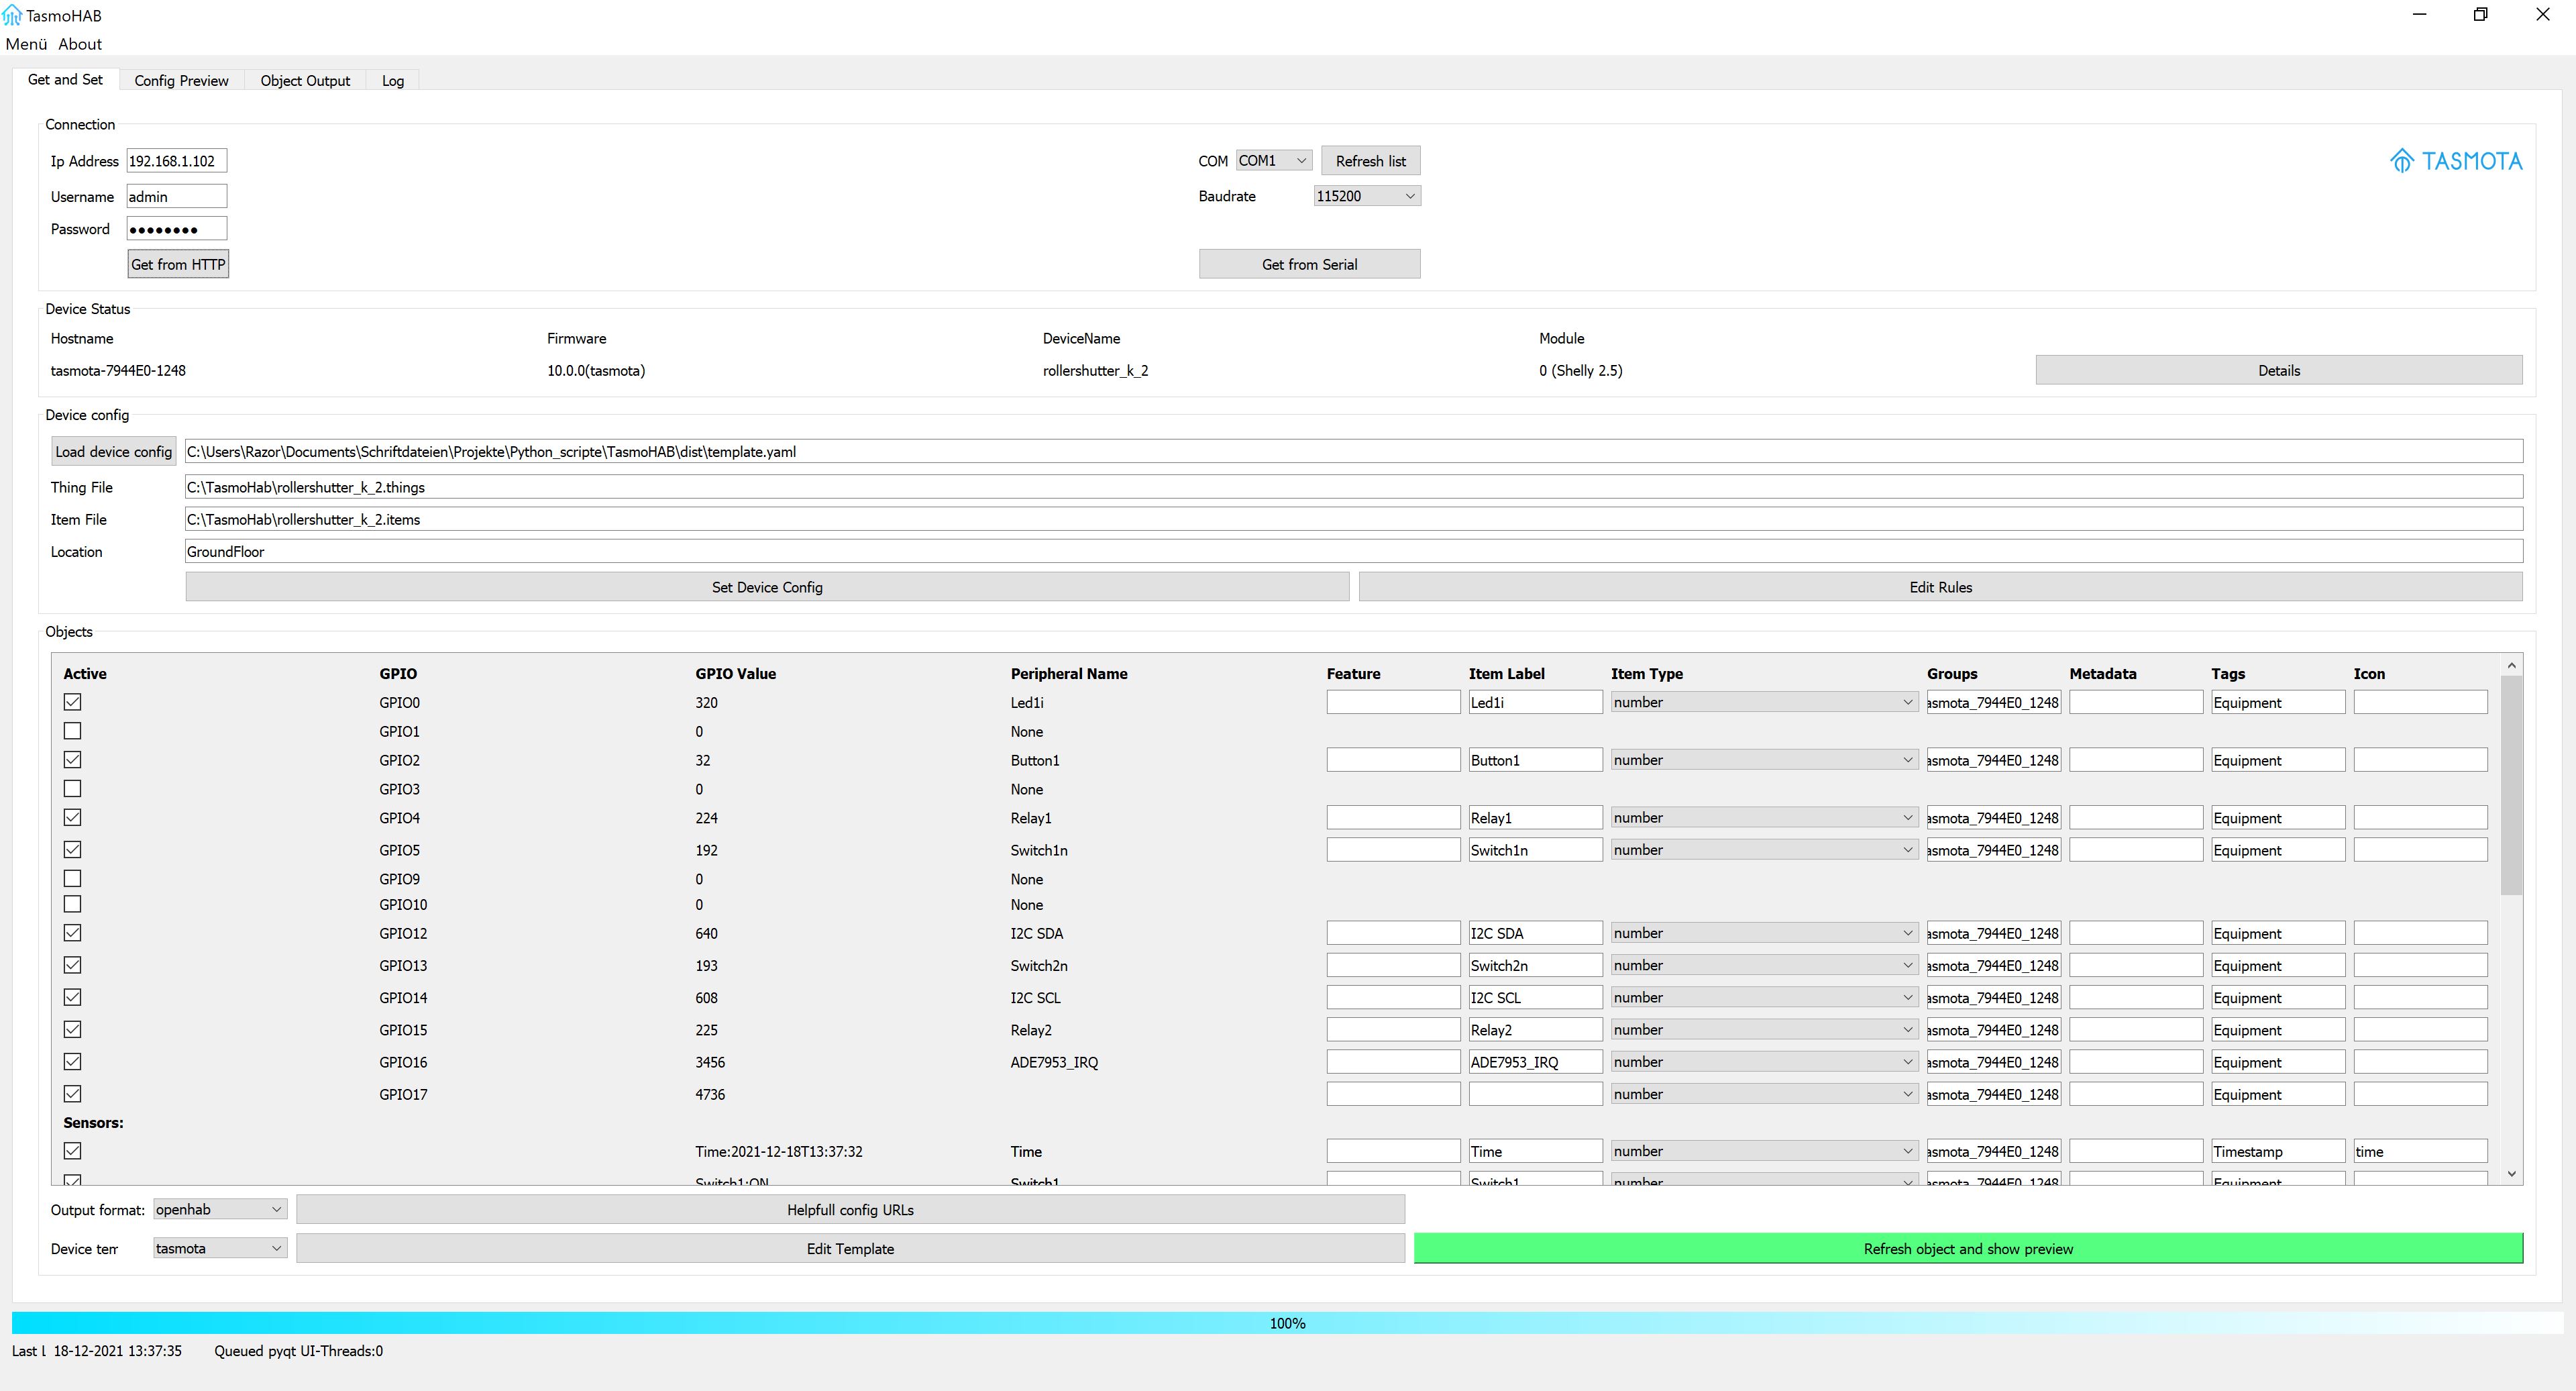 TasmoHAB
Menü About
Get and Set Config Preview Object Output Log
Connection
Ip Address 192.168.1.102 COM COM1 Refresh list TASMOTA
Username admin Baudrate 115200
Password ●●●●●●●●
Get from HTTP Get from Serial
Device Status
Hostname Firmware DeviceName Module
tasmota-7944E0-1248 10.0.0(tasmota) rollershutter_k_2 0 (Shelly 2.5) Details
Device config
Load device config C:\Users\Razor\Documents\Schriftdateien\Projekte\Python_scripte\TasmoHAB\dist\template.yaml
Thing File C:\TasmoHab\rollershutter_k_2.things
Item File C:\TasmoHab\rollershutter_k_2.items
Location GroundFloor
Set Device Config Edit Rules
Objects
Active GPIO GPIO Value Peripheral Name Feature Item Label Item Type Groups Metadata Tags Icon
GPIO0 320 Led1i Led1i number asmota_7944E0_1248 Equipment
GPIO1 0 None
GPIO2 32 Button1 Button1 number asmota_7944E0_1248 Equipment
GPIO3 0 None
GPIO4 224 Relay1 Relay1 number asmota_7944E0_1248 Equipment
GPIO5 192 Switch1n Switch1n number asmota_7944E0_1248 Equipment
GPIO9 0 None
GPIO10 0 None
GPIO12 640 I2C SDA I2C SDA number asmota_7944E0_1248 Equipment
GPIO13 193 Switch2n Switch2n number asmota_7944E0_1248 Equipment
GPIO14 608 I2C SCL I2C SCL number asmota_7944E0_1248 Equipment
GPIO15 225 Relay2 Relay2 number asmota_7944E0_1248 Equipment
GPIO16 3456 ADE7953_IRQ ADE7953_IRQ number asmota_7944E0_1248 Equipment
GPIO17 4736 number asmota_7944E0_1248 Equipment
Sensors:
Time:2021-12-18T13:37:32 Time Time number asmota_7944E0_1248 Timestamp time
Switch1:ON Switch1 Switch1 number asmota_7944E0_1248 Equipment
Output format: openhab Helpfull config URLs
Device ter tasmota Edit Template Refresh object and show preview
100%
Last 18-12-2021 13:37:35 Queued pyqt UI-Threads:0